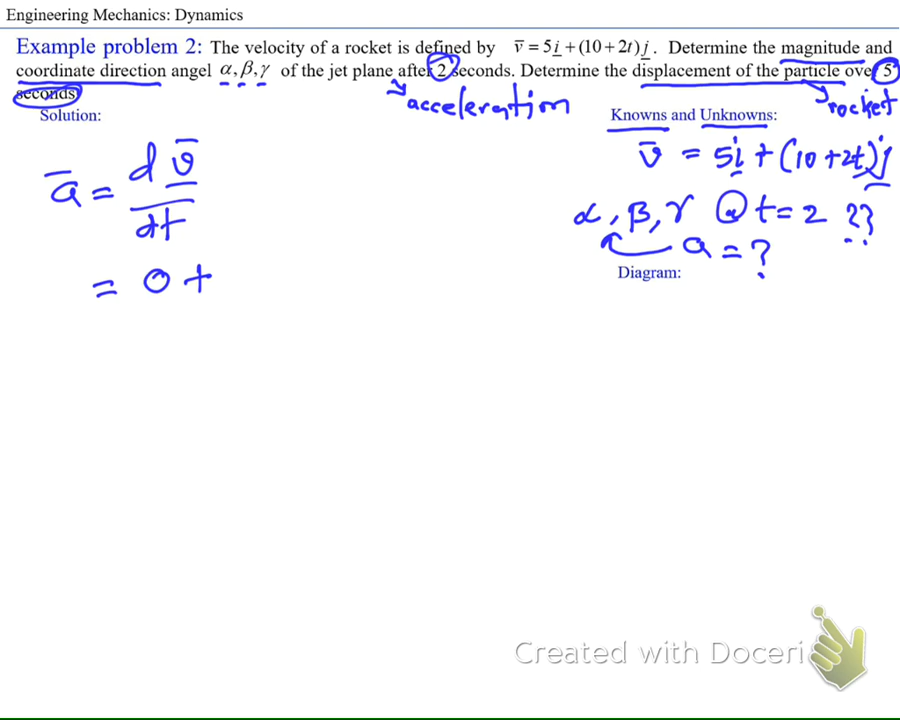 Engineering Mechanics: Dynamics
Example problem 2: The velocity of a rocket is defined by v̄ = 5i + (10 + 2t) j . Determine the magnitude and
coordinate direction angel α, β, γ of the jet plane after 2 seconds. Determine the displacement of the particle over 5
seconds
acceleration
rocket
Solution:
Knowns and Unknowns:
v̄ = 5i + (10 + 2t) j
ā = dv̄/dt
α, β, γ @ t = 2 ??
a = ?
Diagram:
= 0 +
Created with Doceri